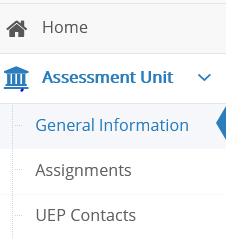 Home
Assessment Unit
General Information
Assignments
UEP Contacts